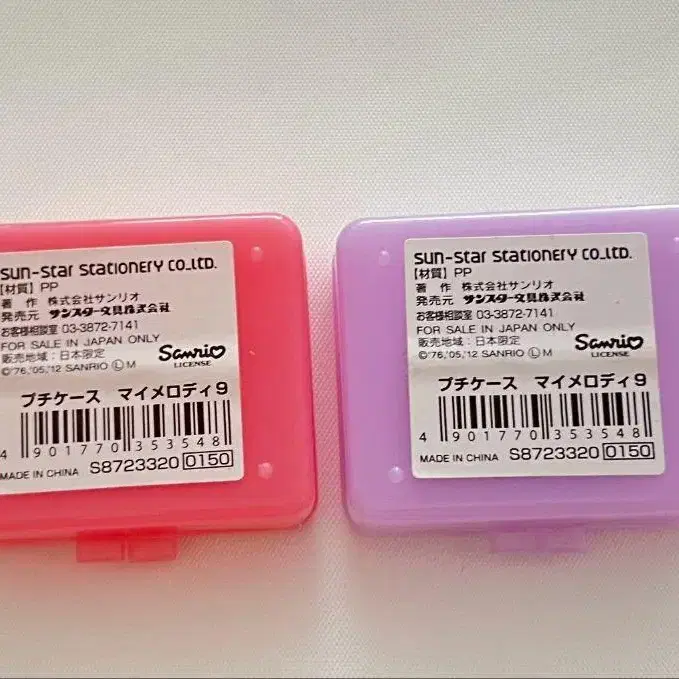 sun-star stationery co.,ltd.
【材質】PP
著 作 株式会社サンリオ
発売元 サンスター文具株式会社
お客様相談室 03-3872-7141
FOR SALE IN JAPAN ONLY
販売地域：日本限定
©'76,'05,'12 SANRIO Ⓛ M
Sanrio
LICENSE
プチケース マイメロディ9
4 901770 353548
MADE IN CHINA S8723320 0150
sun-star stationery co.,ltd.
【材質】PP
著 作 株式会社サンリオ
発売元 サンスター文具株式会社
お客様相談室 03-3872-7141
FOR SALE IN JAPAN ONLY
販売地域：日本限定
©'76,'05,'12 SANRIO Ⓛ M
Sanrio
LICENSE
プチケース マイメロディ9
4 901770 353548
MADE IN CHINA S8723320 0150